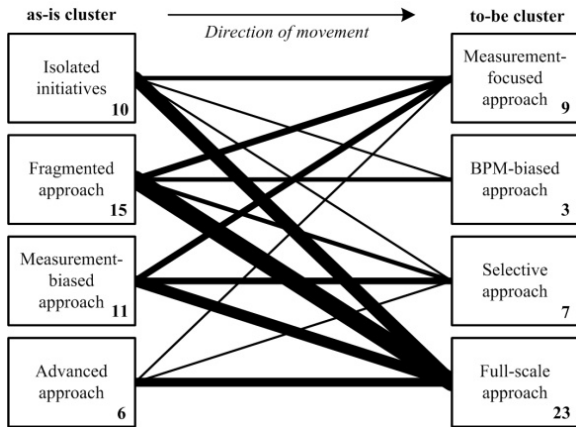 as-is cluster
to-be cluster
Direction of movement
Isolated
initiatives
10
Measurement-
focused
approach
9
Fragmented
approach
15
BPM-biased
approach
3
Measurement-
biased
approach
11
Selective
approach
7
Advanced
approach
6
Full-scale
approach
23